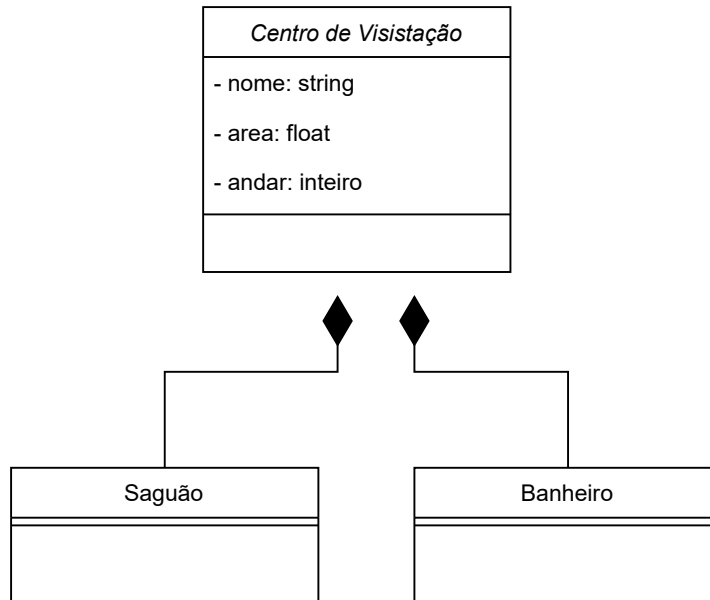 Centro de Visistação
- nome: string
- area: float
- andar: inteiro
Saguão
Banheiro